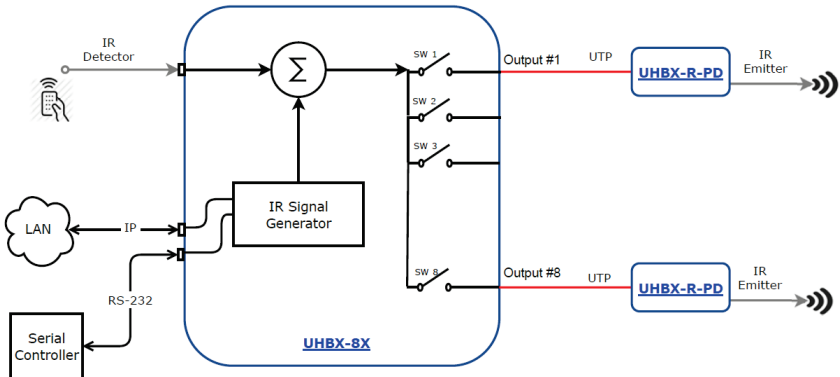 IR
Detector
Σ
SW 1
Output #1
UTP
UHBX-R-PD
IR
Emitter
SW 2
SW 3
IR Signal
Generator
LAN
IP
SW 8
Output #8
UTP
UHBX-R-PD
IR
Emitter
RS-232
Serial
Controller
UHBX-8X